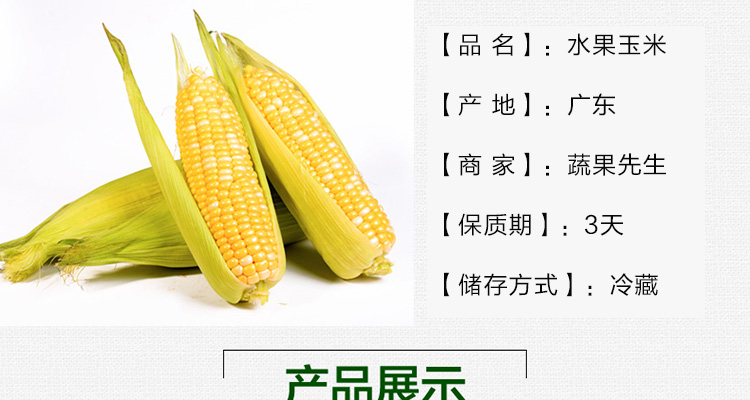 【品 名】：水果玉米
【产 地】：广东
【商 家】：蔬果先生
【保质期】：3天
【储存方式】：冷藏
产品展示